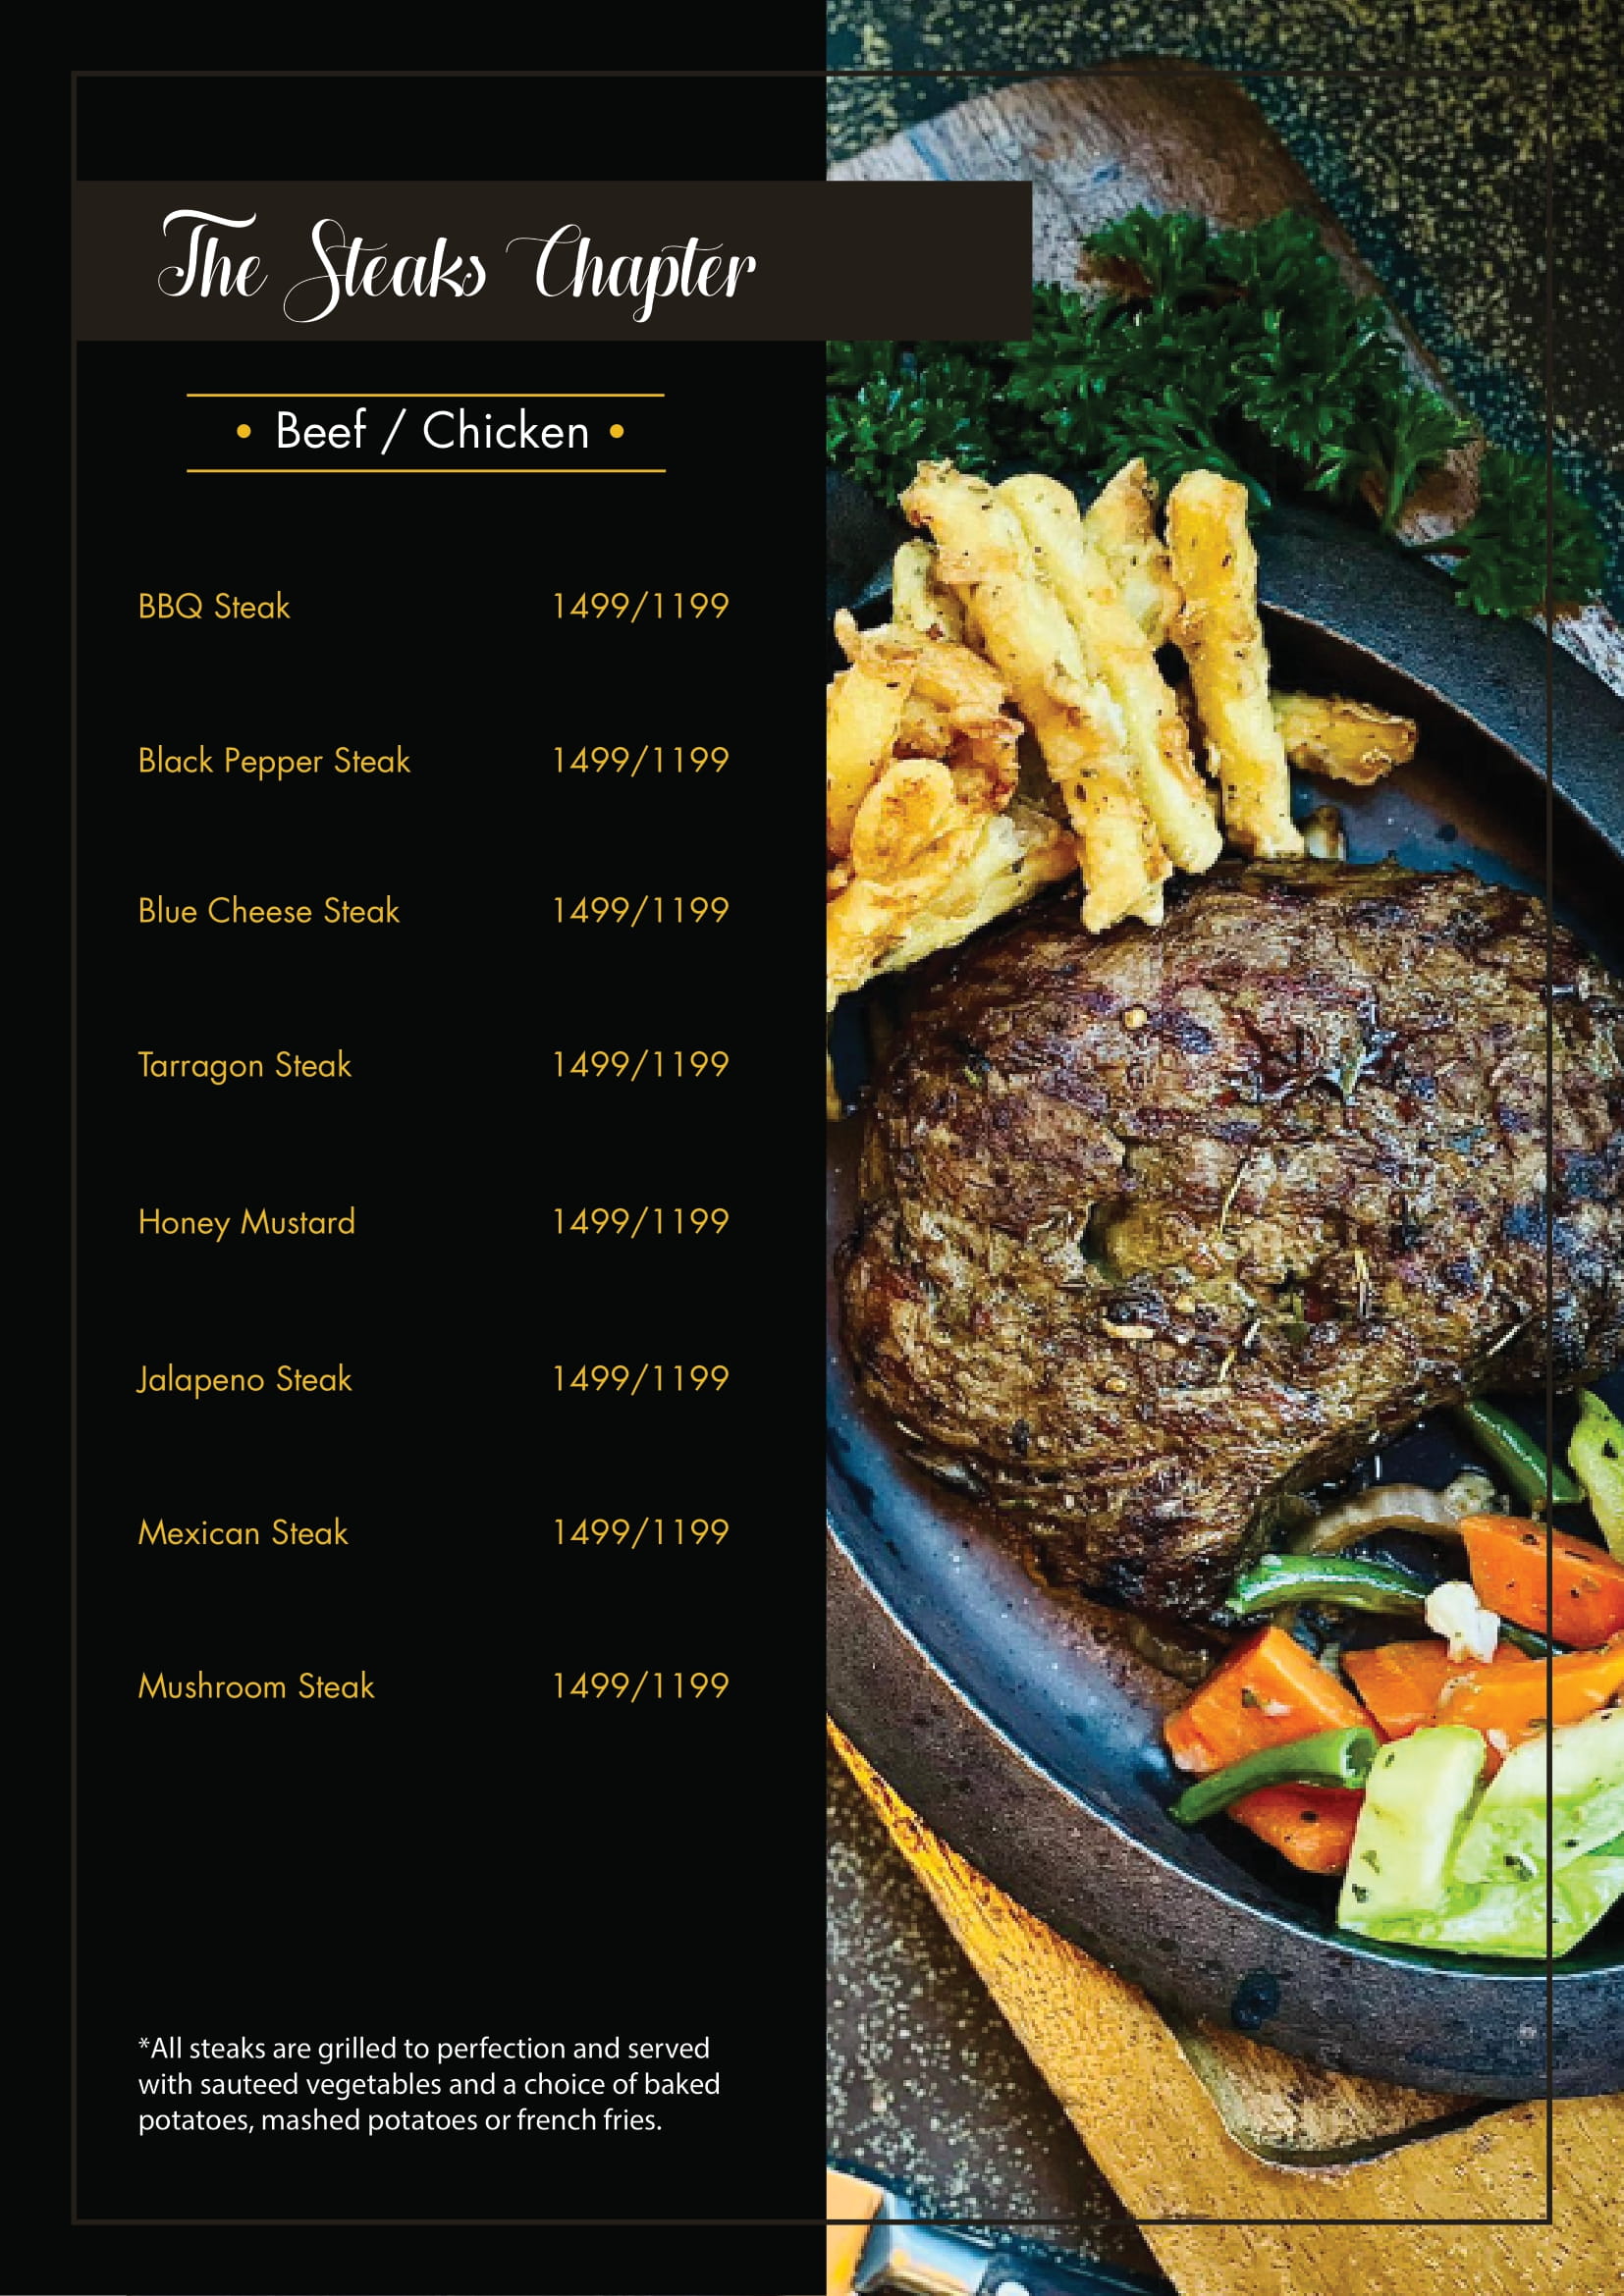 The Steaks Chapter
• Beef / Chicken •
BBQ Steak 1499/1199
Black Pepper Steak 1499/1199
Blue Cheese Steak 1499/1199
Tarragon Steak 1499/1199
Honey Mustard 1499/1199
Jalapeno Steak 1499/1199
Mexican Steak 1499/1199
Mushroom Steak 1499/1199
*All steaks are grilled to perfection and served
with sauteed vegetables and a choice of baked
potatoes, mashed potatoes or french fries.